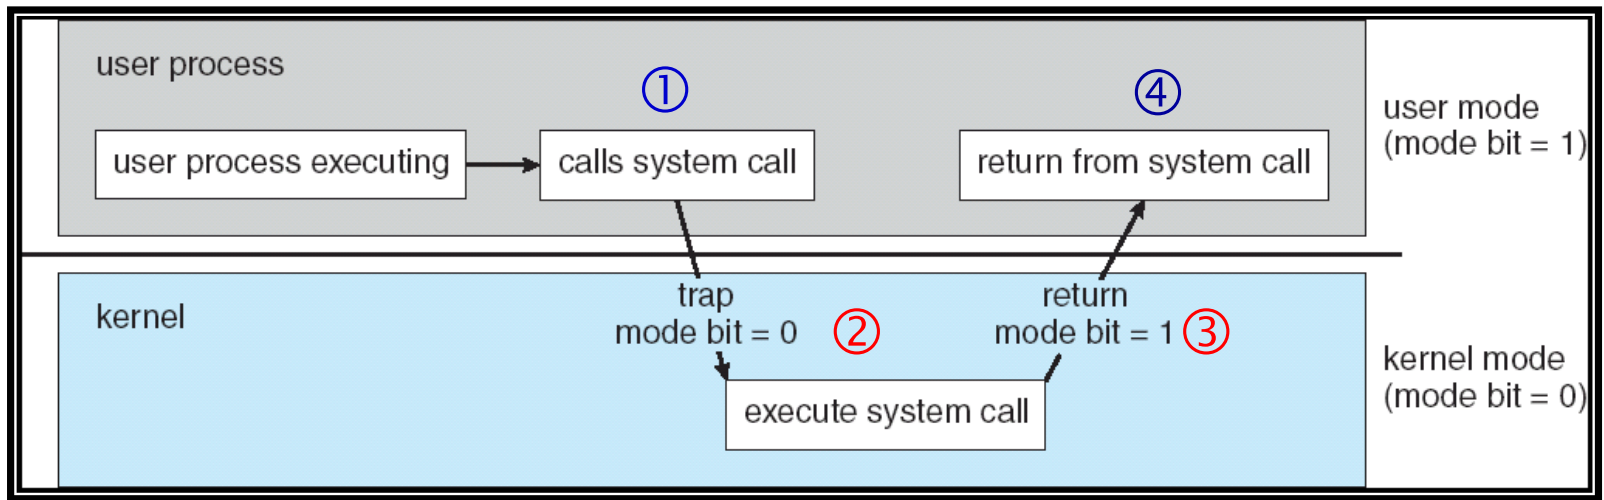 user process
①
④
user mode
(mode bit = 1)
user process executing
calls system call
return from system call
kernel
trap
mode bit = 0
②
return
mode bit = 1
③
kernel mode
(mode bit = 0)
execute system call